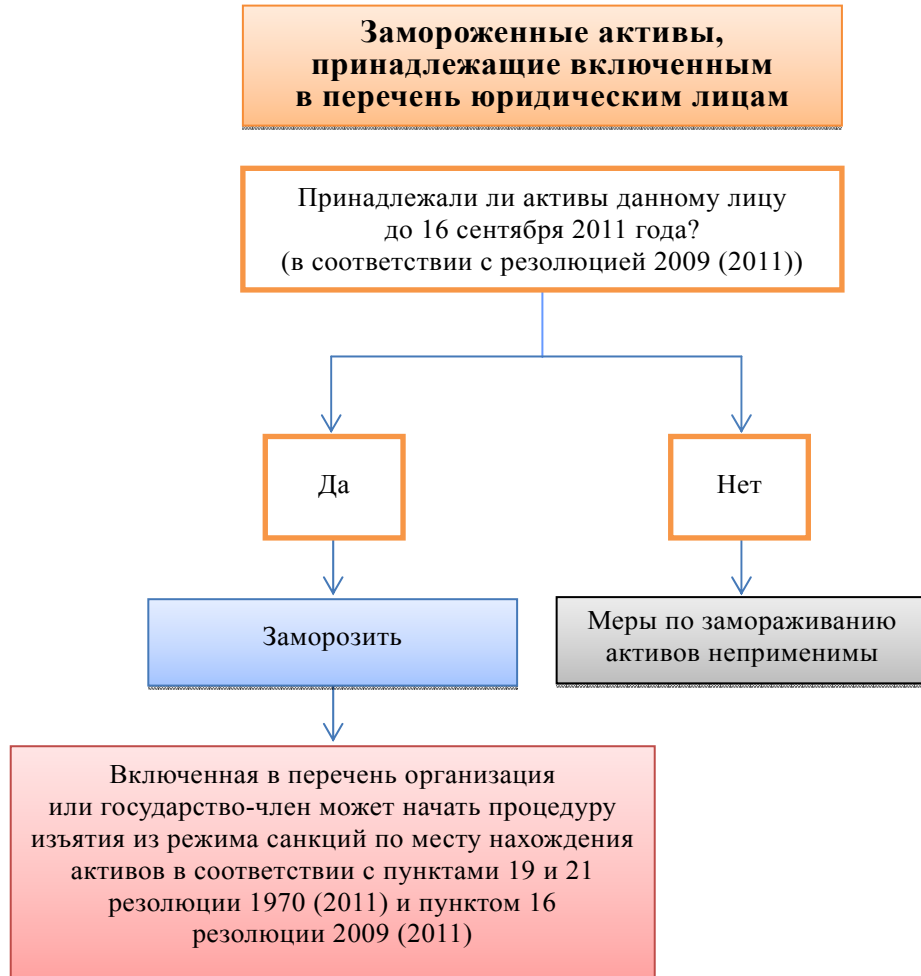 Замороженные активы,
принадлежащие включенным
в перечень юридическим лицам
Принадлежали ли активы данному лицу
до 16 сентября 2011 года?
(в соответствии с резолюцией 2009 (2011))
Да
Нет
Заморозить
Меры по замораживанию
активов неприменимы
Включенная в перечень организация
или государство-член может начать процедуру
изъятия из режима санкций по месту нахождения
активов в соответствии с пунктами 19 и 21
резолюции 1970 (2011) и пунктом 16
резолюции 2009 (2011)